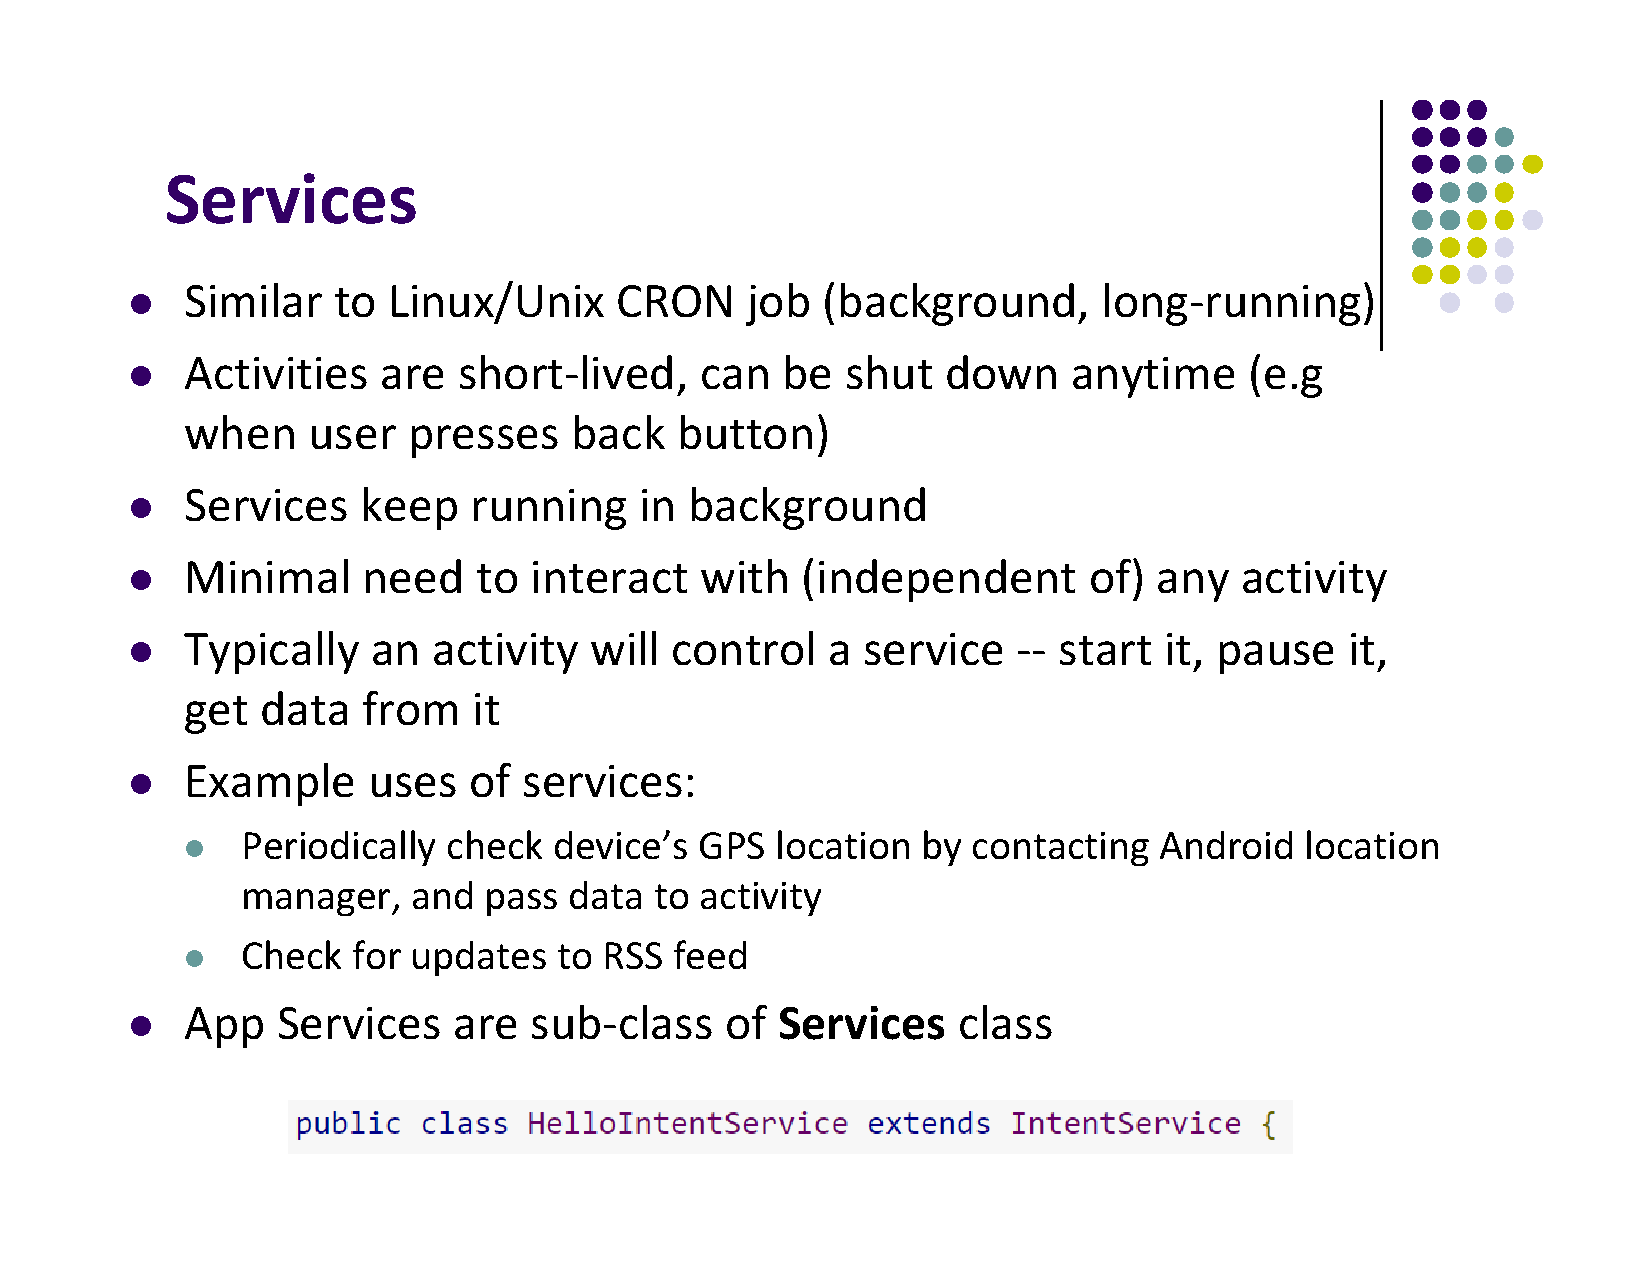 Services
Similar to Linux/Unix CRON job (background, long-running)
Activities are short-lived, can be shut down anytime (e.g
when user presses back button)
Services keep running in background
Minimal need to interact with (independent of) any activity
Typically an activity will control a service -- start it, pause it,
get data from it
Example uses of services:
Periodically check device’s GPS location by contacting Android location
manager, and pass data to activity
Check for updates to RSS feed
App Services are sub-class of Services class
public class HelloIntentService extends IntentService {